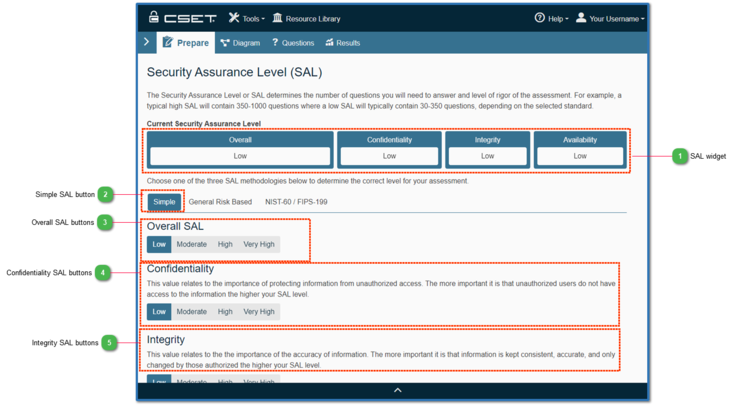 CSET Tools Resource Library Help Your Username
Prepare Diagram Questions Results
Security Assurance Level (SAL)
The Security Assurance Level or SAL determines the number of questions you will need to answer and level of rigor of the assessment. For example, a
typical high SAL will contain 350-1000 questions where a low SAL will typically contain 30-350 questions, depending on the selected standard.
Current Security Assurance Level
Overall Confidentiality Integrity Availability
Low Low Low Low
1 SAL widget
Choose one of the three SAL methodologies below to determine the correct level for your assessment.
Simple SAL button 2
Simple General Risk Based NIST-60 / FIPS-199
Overall SAL buttons 3
Overall SAL
Low Moderate High Very High
Confidentiality SAL buttons 4
Confidentiality
This value relates to the importance of protecting information from unauthorized access. The more important it is that unauthorized users do not have
access to the information the higher your SAL level.
Low Moderate High Very High
Integrity SAL buttons 5
Integrity
This value relates to the the importance of the accuracy of information. The more important it is that information is kept consistent, accurate, and only
changed by those authorized the higher your SAL level.
Low Moderate High Very High